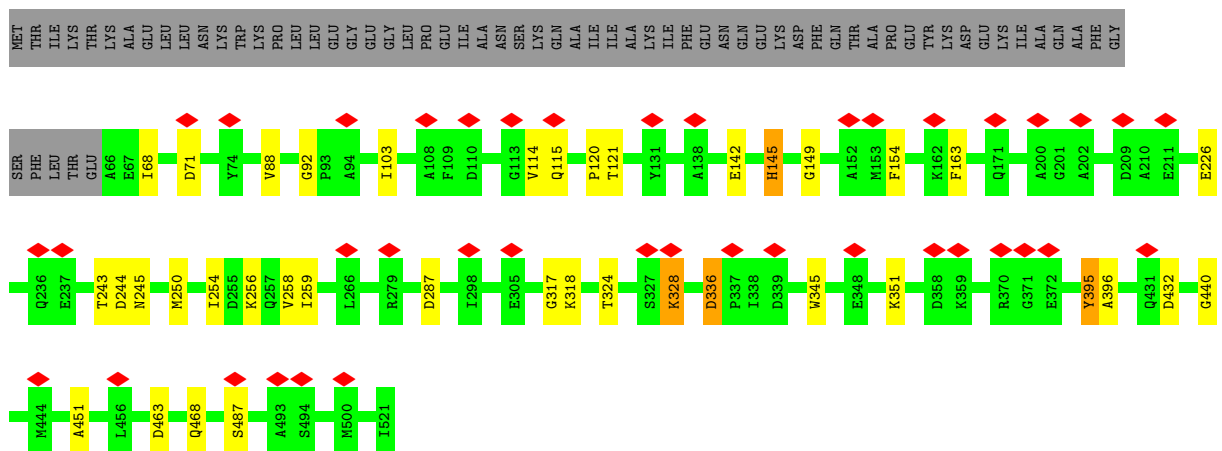 MET THR ILE LYS THR LYS ALA GLU LEU LEU ASN LYS TRP LYS PRO LEU LEU GLU GLY GLU GLY LEU PRO GLU ILE ALA ASN SER LYS GLN ALA ILE ILE ALA LYS ILE PHE GLU ASN GLN GLU LYS ASP PHE GLN THR ALA PRO GLU TYR LYS ASP GLU LYS ILE ALA GLN ALA PHE GLY
SER PHE LEU THR GLU A66 E67 I68 D71 Y74 V88 G92 P93 A94 I103 A108 F109 D110 G113 V114 Q115 P120 T121 Y131 A138 E142 H145 G149 A152 M153 F154 K162 F163 Q171 A200 G201 A202 D209 A210 E211 E226
Q236 E237 T243 D244 N245 M250 I254 D255 K256 Q257 V258 I259 L266 R279 D287 I298 E305 G317 K318 T324 S327 K328 D336 P337 I338 D339 W345 E348 K351 D358 K359 R370 G371 E372 Y395 A396 Q431 D432 G440
M444 A451 L456 D463 Q468 S487 A493 S494 M500 I521